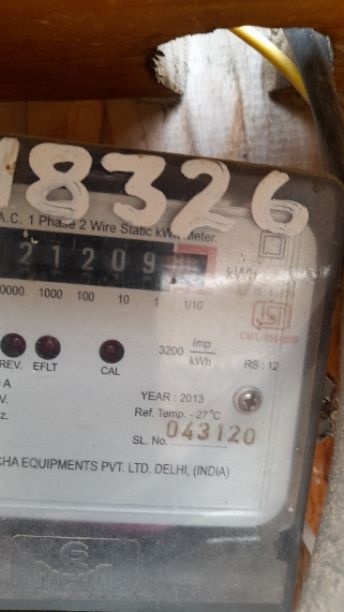 18326
A.C. 1 Phase 2 Wire Static kWh Meter.
21209
0000 1000 100 10 1 1/10
REV. EFLT CAL
3200 Imp/kWh
RS : 12
A
V.
z.
YEAR : 2013
Ref. Temp. - 27°C
SL. No. 043120
CHA EQUIPMENTS PVT. LTD. DELHI, (INDIA)